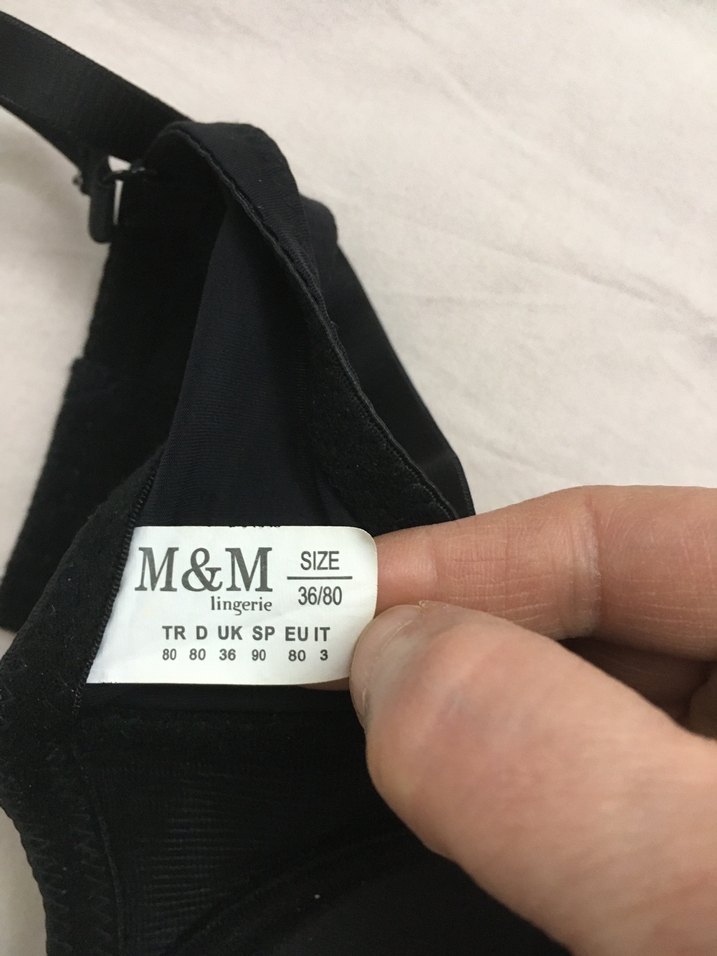 M&M
lingerie
SIZE
36/80
TR D UK SP EU IT
80 80 36 90 80 3